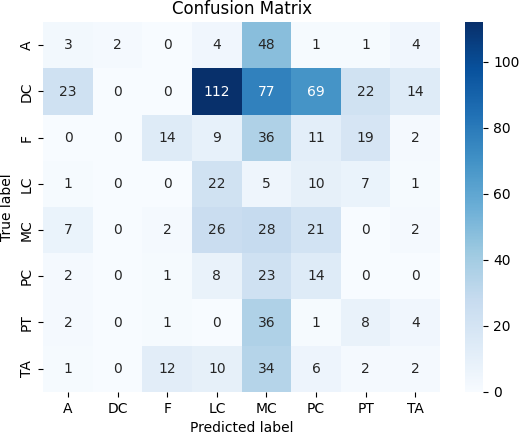 Confusion Matrix
A 3 2 0 4 48 1 1 4
DC 23 0 0 112 77 69 22 14
F 0 0 14 9 36 11 19 2
LC 1 0 0 22 5 10 7 1
MC 7 0 2 26 28 21 0 2
PC 2 0 1 8 23 14 0 0
PT 2 0 1 0 36 1 8 4
TA 1 0 12 10 34 6 2 2
A DC F LC MC PC PT TA
Predicted label
True label
100
80
60
40
20
0